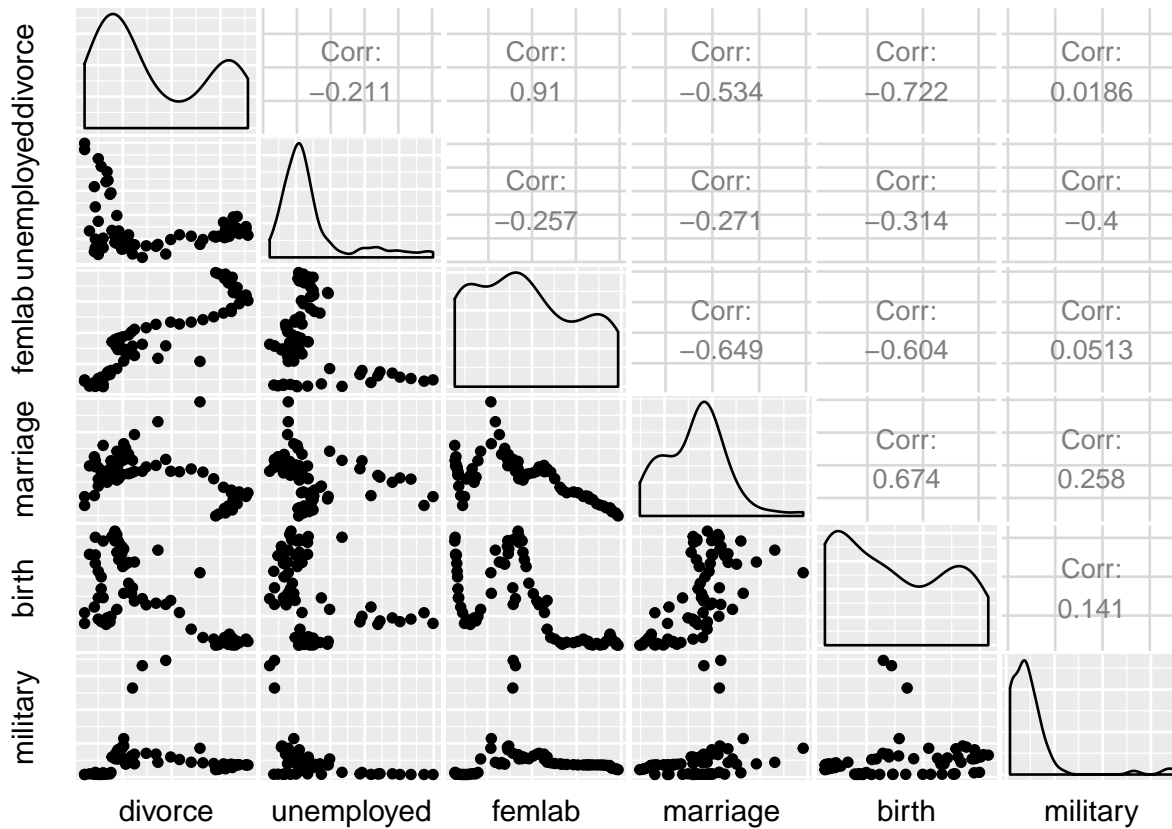 divorce
Corr:
−0.211
Corr:
0.91
Corr:
−0.534
Corr:
−0.722
Corr:
0.0186
unemployed
Corr:
−0.257
Corr:
−0.271
Corr:
−0.314
Corr:
−0.4
femlab
Corr:
−0.649
Corr:
−0.604
Corr:
0.0513
marriage
Corr:
0.674
Corr:
0.258
birth
Corr:
0.141
military
divorce
unemployed
femlab
marriage
birth
military